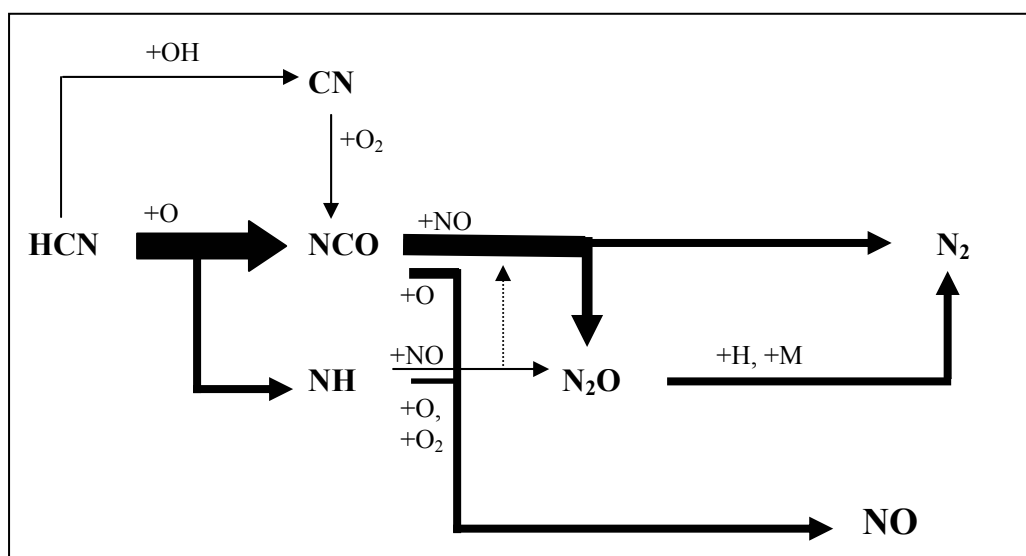 +OH
CN
+O₂
+O
+NO
HCN
NCO
N₂
+O
+NO
+H, +M
NH
N₂O
+O,
+O₂
NO